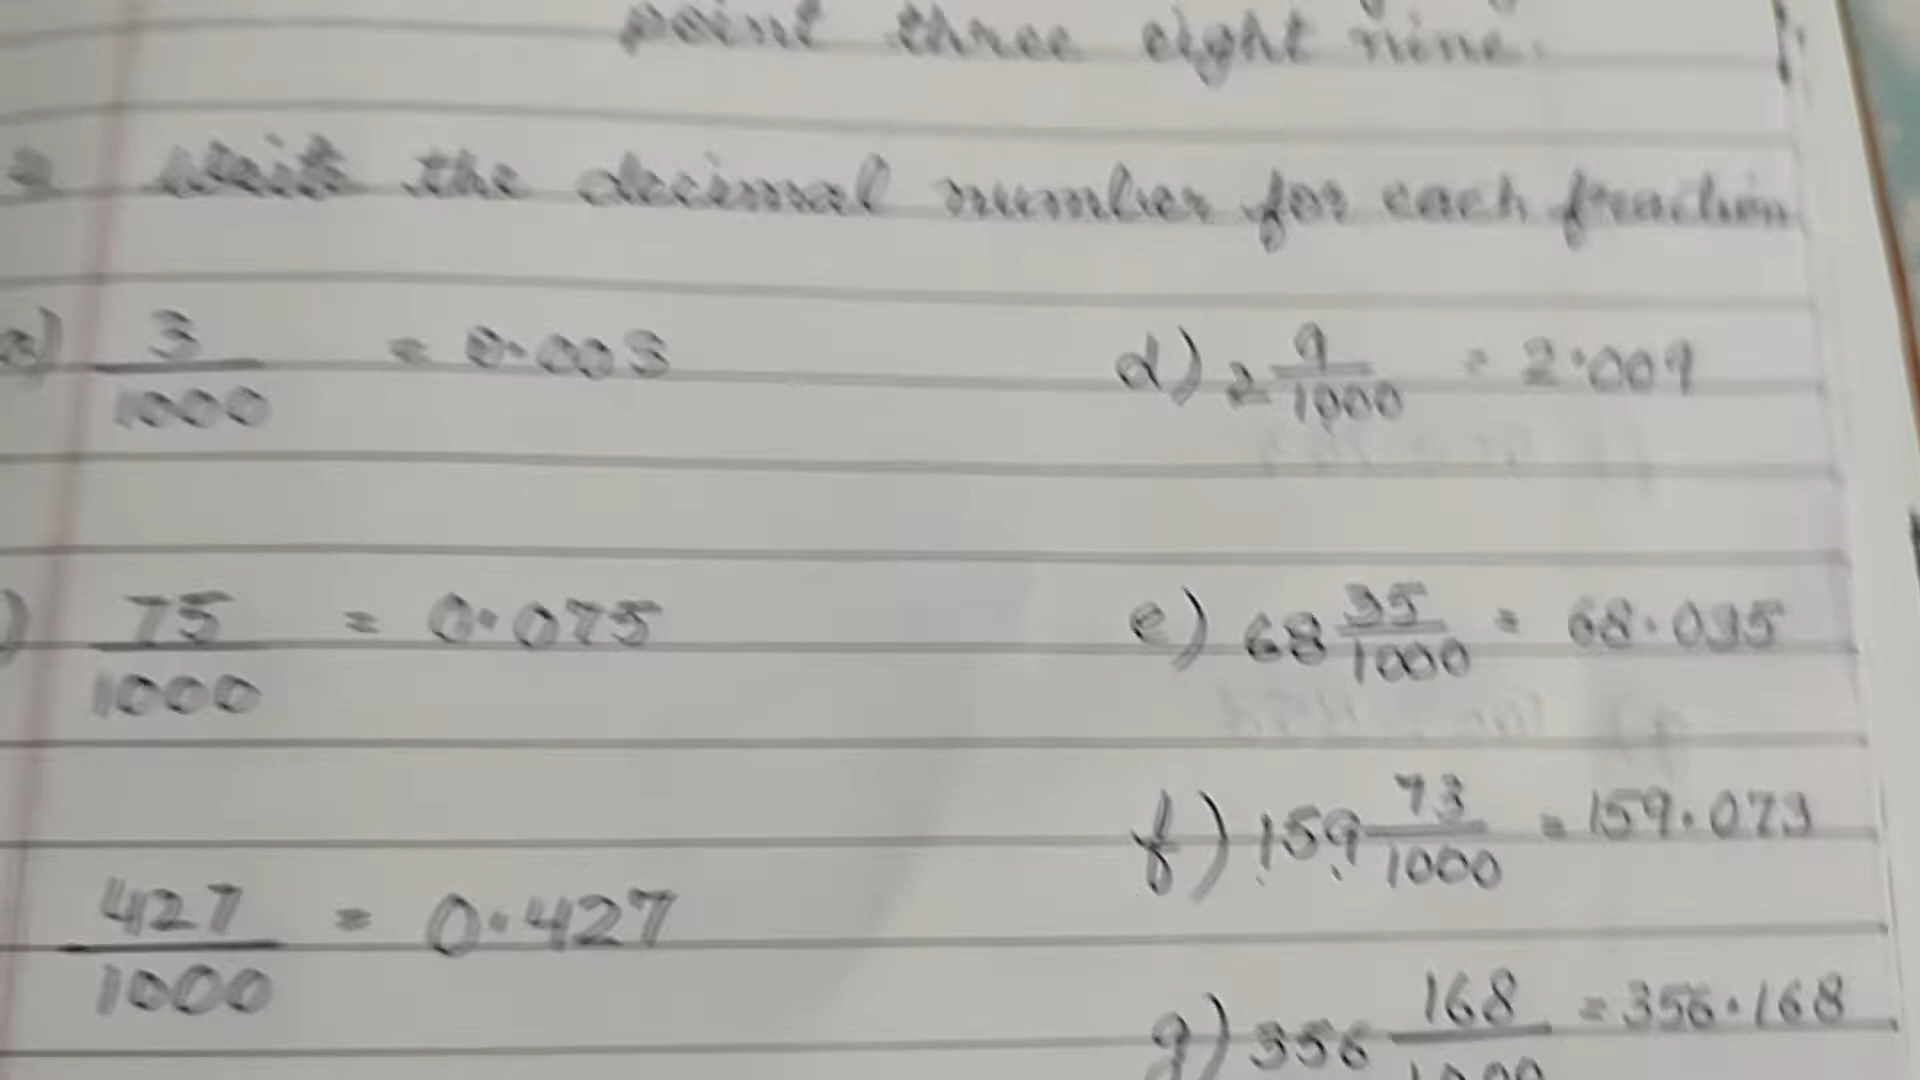 point three eight nine.
Write the decimal number for each fraction
a) 3/1000 = 0.003
d) 2 9/1000 = 2.009
) 75/1000 = 0.075
e) 68 35/1000 = 68.035
f) 159 73/1000 = 159.073
427/1000 = 0.427
g) 356 168/1000 = 356.168